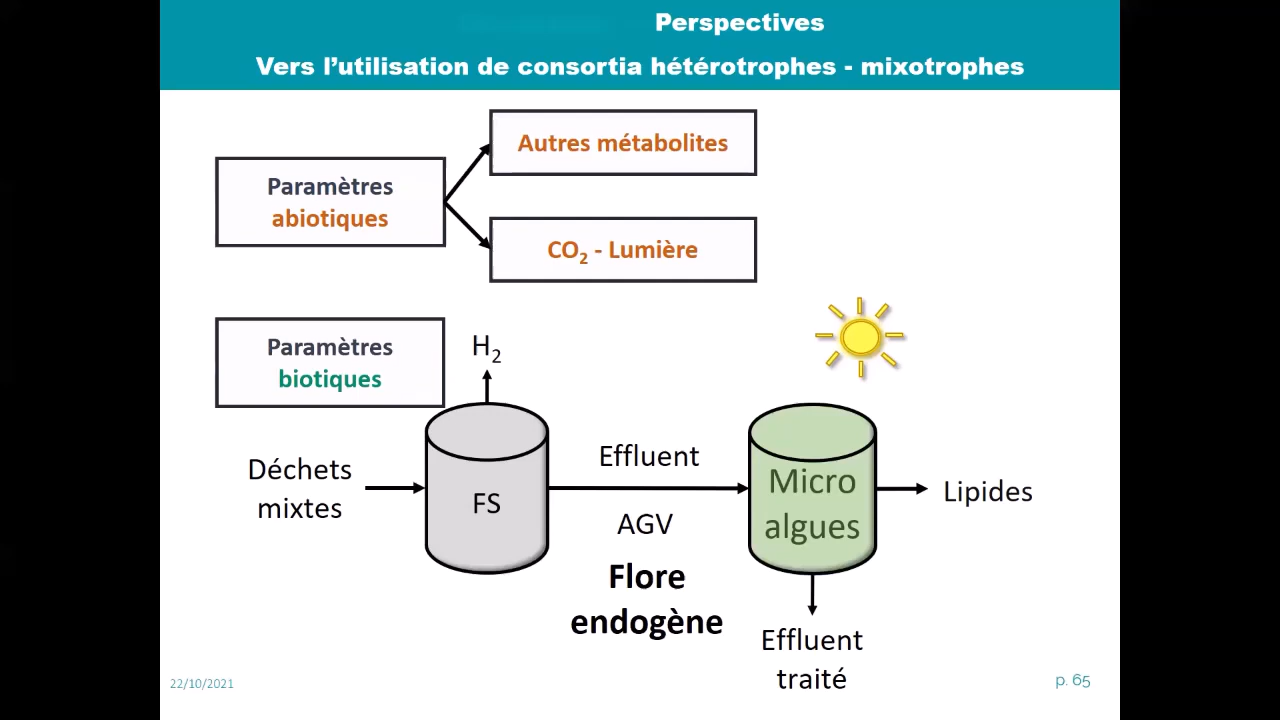 Perspectives
Vers l’utilisation de consortia hétérotrophes - mixotrophes
Autres métabolites
Paramètres
abiotiques
CO₂ - Lumière
Paramètres
biotiques
H₂
Déchets
mixtes
FS
Effluent
AGV
Flore
endogène
Micro
algues
Lipides
Effluent
traité
22/10/2021
p. 65